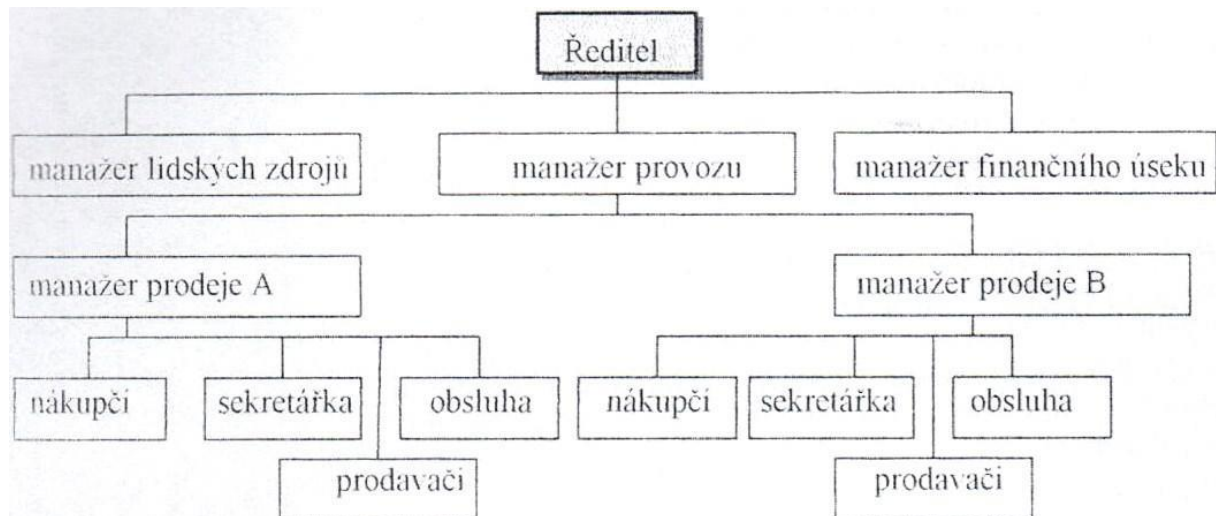 Ředitel
manažer lidských zdrojů
manažer provozu
manažer finančního úseku
manažer prodeje A
manažer prodeje B
nákupčí
sekretářka
obsluha
nákupčí
sekretářka
obsluha
prodavači
prodavači